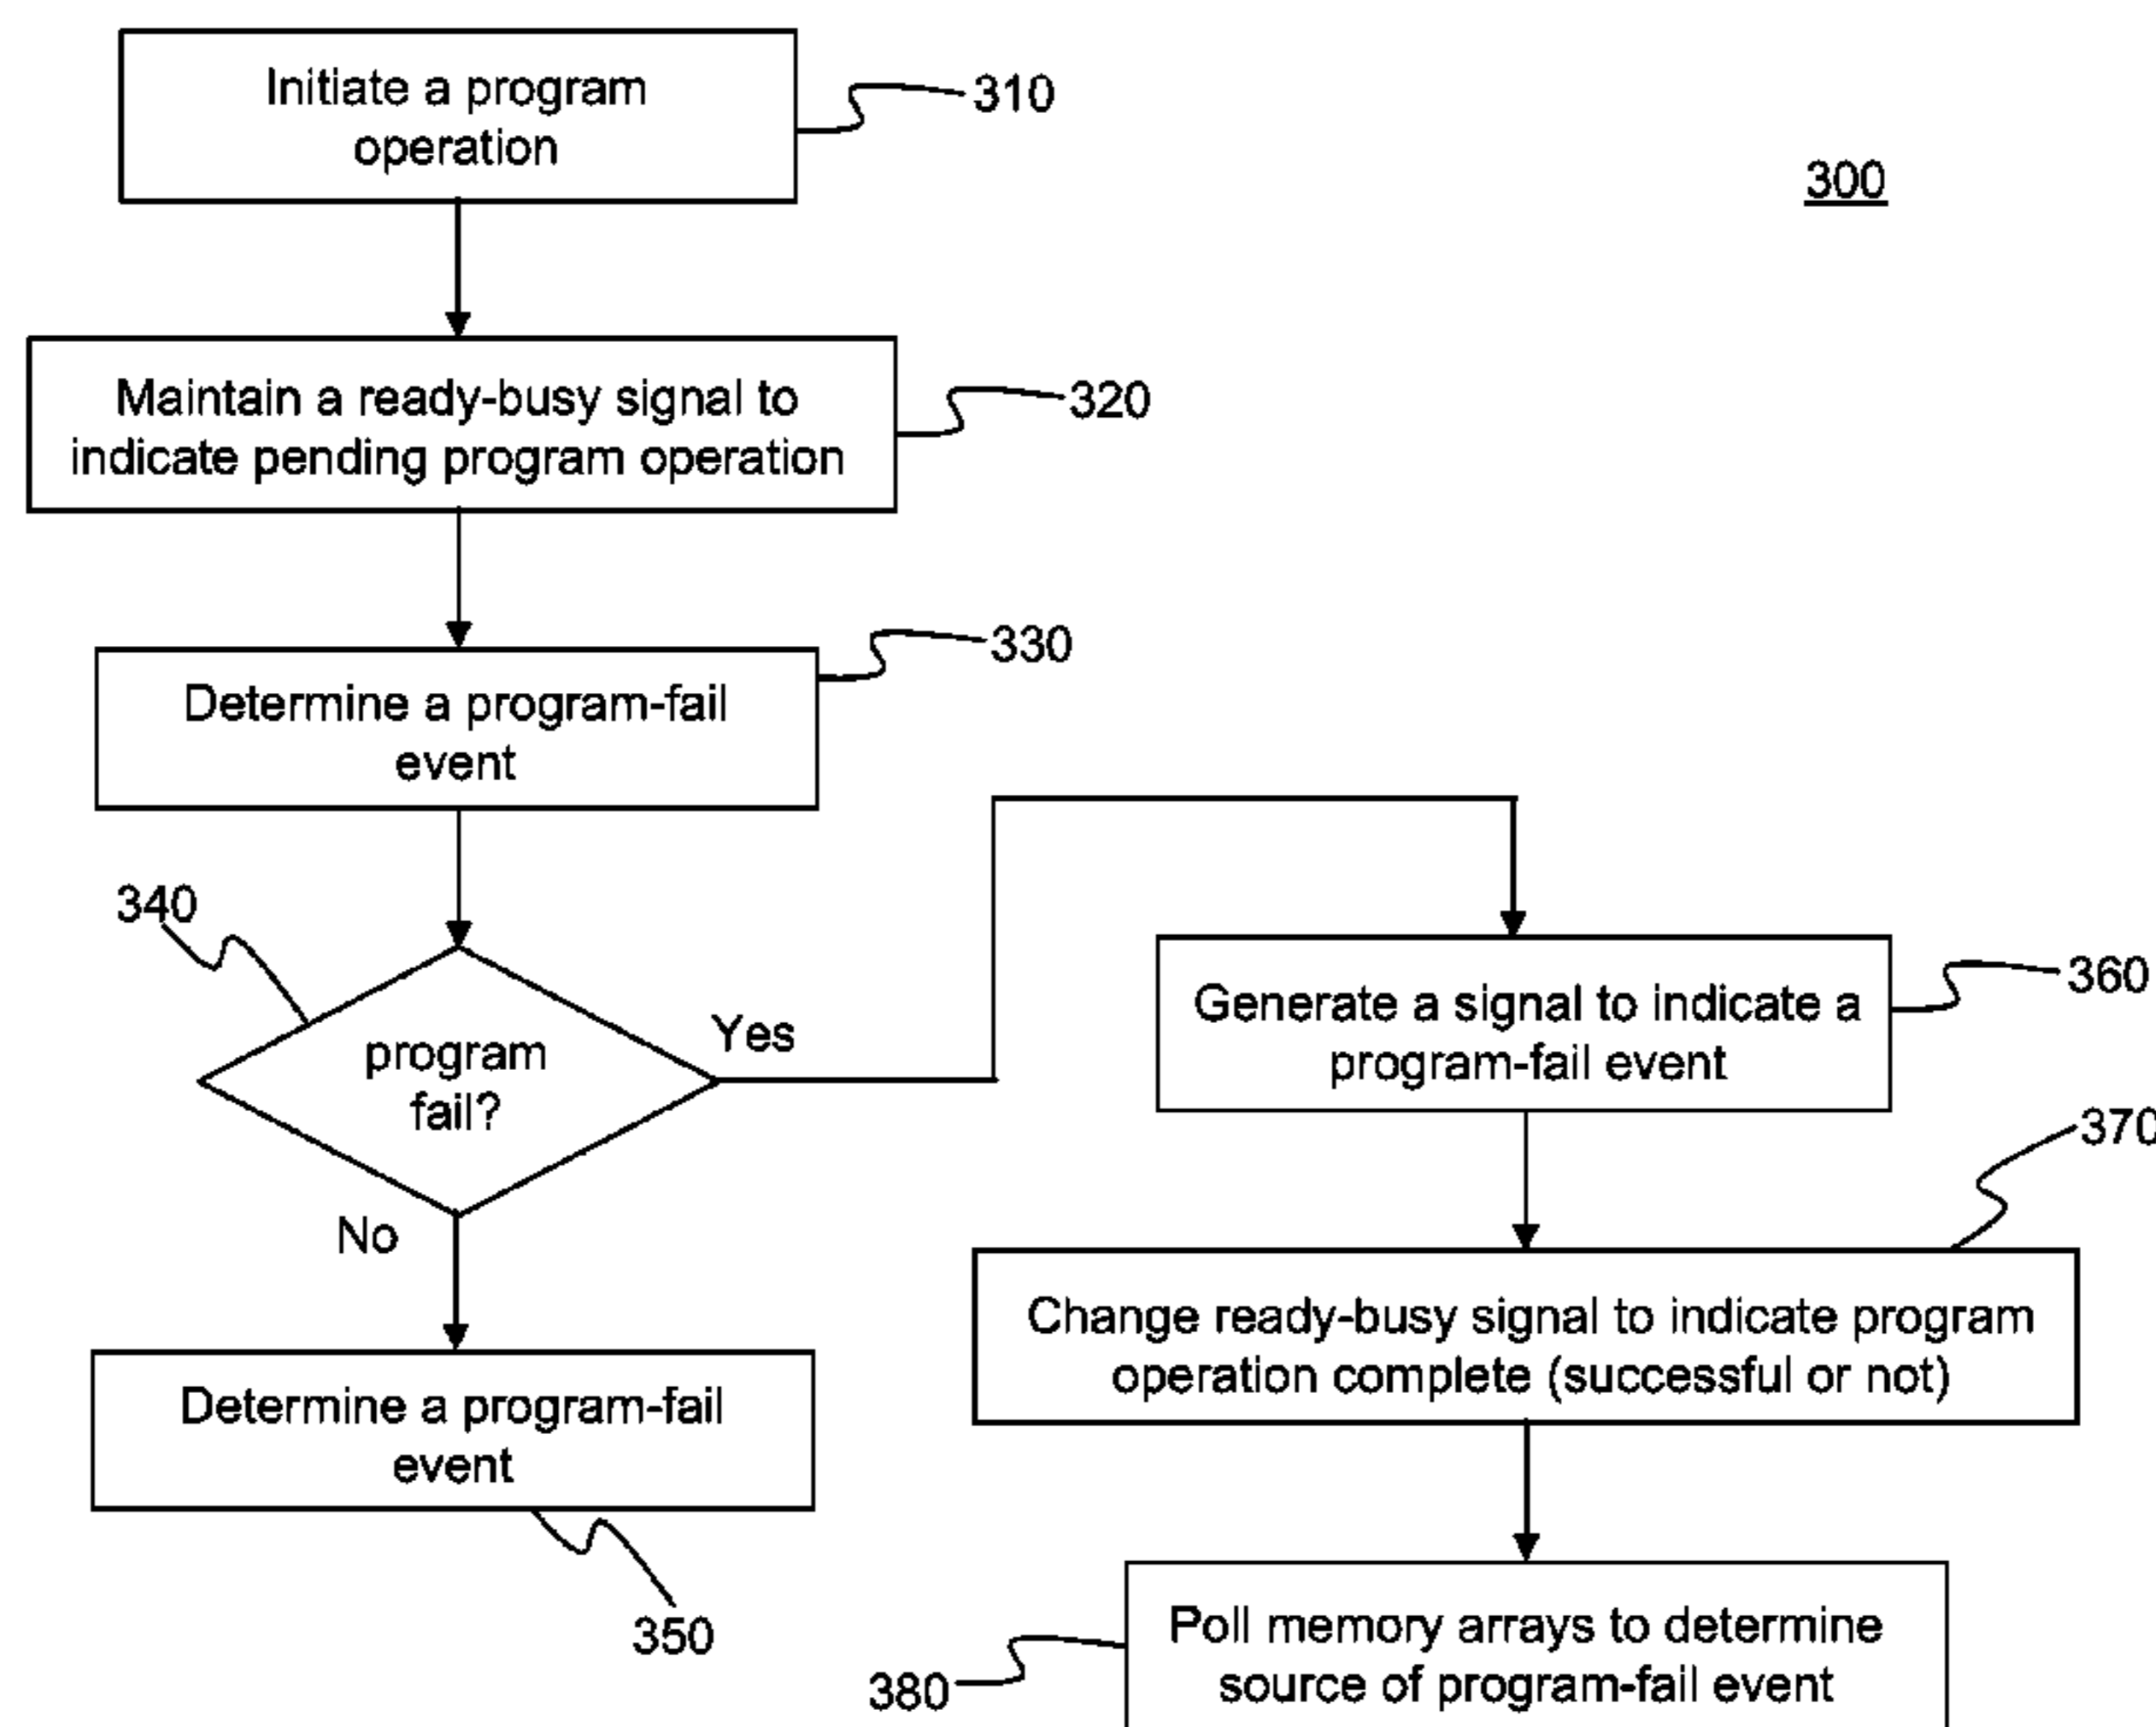 Initiate a program
operation
310
300
Maintain a ready-busy signal to
indicate pending program operation
320
Determine a program-fail
event
330
340
program
fail?
Yes
No
Determine a program-fail
event
350
Generate a signal to indicate a
program-fail event
360
370
Change ready-busy signal to indicate program
operation complete (successful or not)
Poll memory arrays to determine
source of program-fail event
380